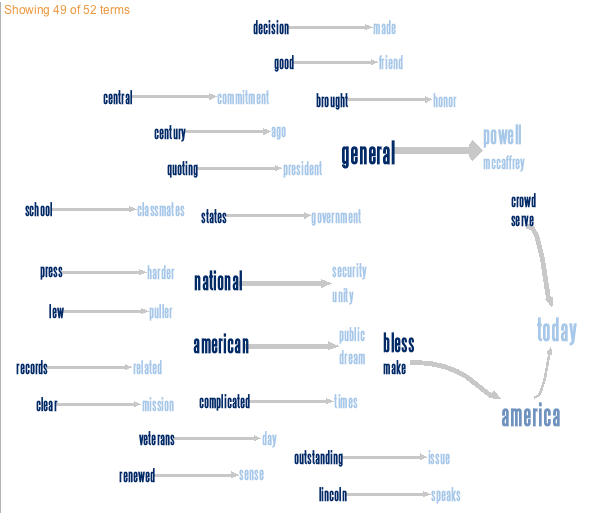 Showing 49 of 52 terms
decision made
good friend
central commitment
brought honor
century ago
general powell
mccaffrey
quoting president
school classmates
states government
crowd
serve
press harder
national security
unity
lew puller
today
american public
dream
bless
make
records related
clear mission
complicated times
america
veterans day
outstanding issue
renewed sense
lincoln speaks